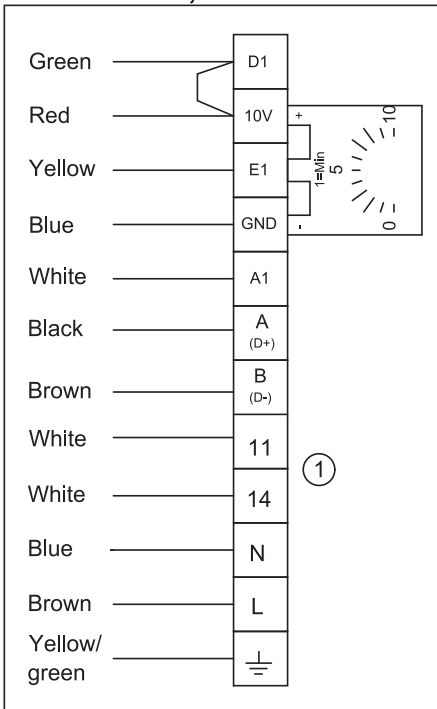 Green D1
Red 10V + 10
Yellow E1 1=Min 5
Blue GND - 0
White A1
Black A
(D+)
Brown B
(D-)
White 11
1
White 14
Blue N
Brown L
Yellow/
green